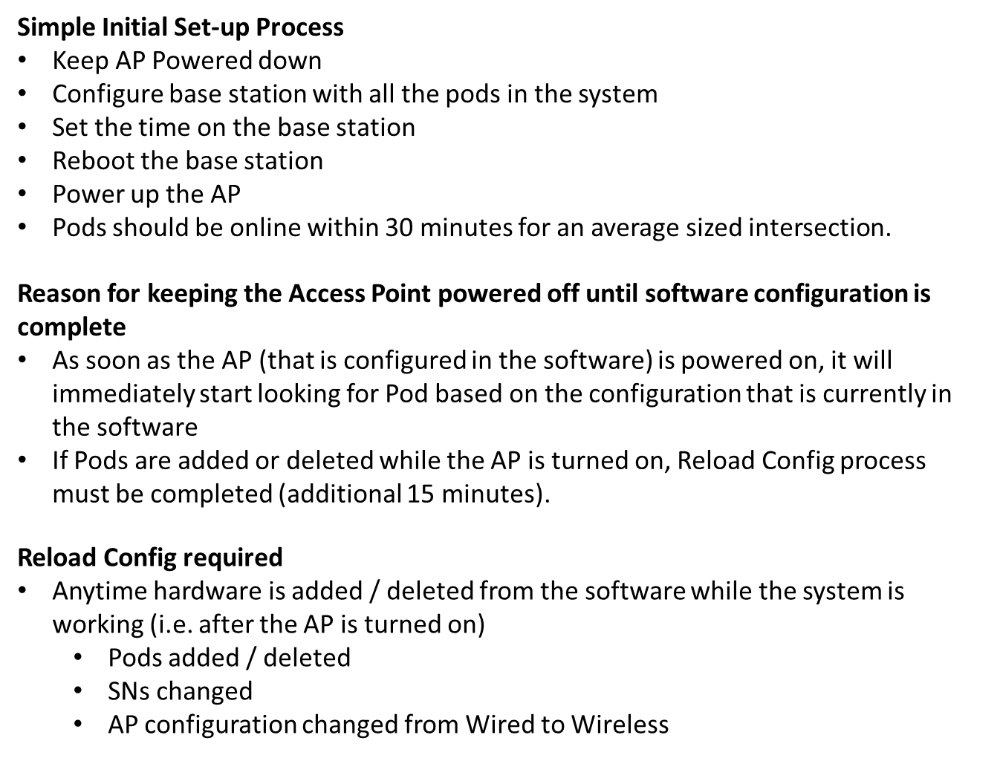 Simple Initial Set-up Process
• Keep AP Powered down
• Configure base station with all the pods in the system
• Set the time on the base station
• Reboot the base station
• Power up the AP
• Pods should be online within 30 minutes for an average sized intersection.
Reason for keeping the Access Point powered off until software configuration is
complete
• As soon as the AP (that is configured in the software) is powered on, it will
immediately start looking for Pod based on the configuration that is currently in
the software
• If Pods are added or deleted while the AP is turned on, Reload Config process
must be completed (additional 15 minutes).
Reload Config required
• Anytime hardware is added / deleted from the software while the system is
working (i.e. after the AP is turned on)
• Pods added / deleted
• SNs changed
• AP configuration changed from Wired to Wireless